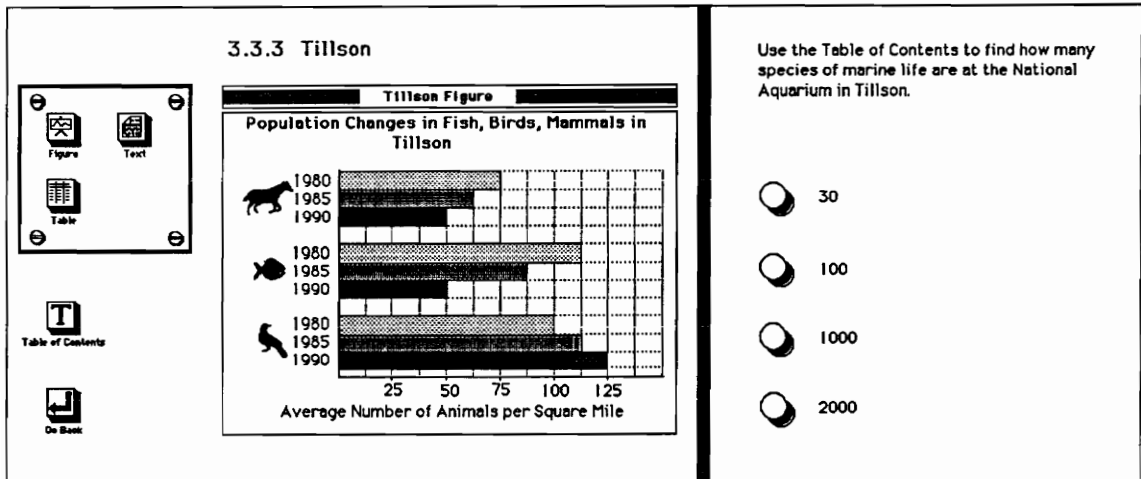 3.3.3 Tillson
Figure
Text
Table
Table of Contents
Go Back
Tillson Figure
Population Changes in Fish, Birds, Mammals in
Tillson
1980
1985
1990
1980
1985
1990
1980
1985
1990
25 50 75 100 125
Average Number of Animals per Square Mile
Use the Table of Contents to find how many
species of marine life are at the National
Aquarium in Tillson.
30
100
1000
2000